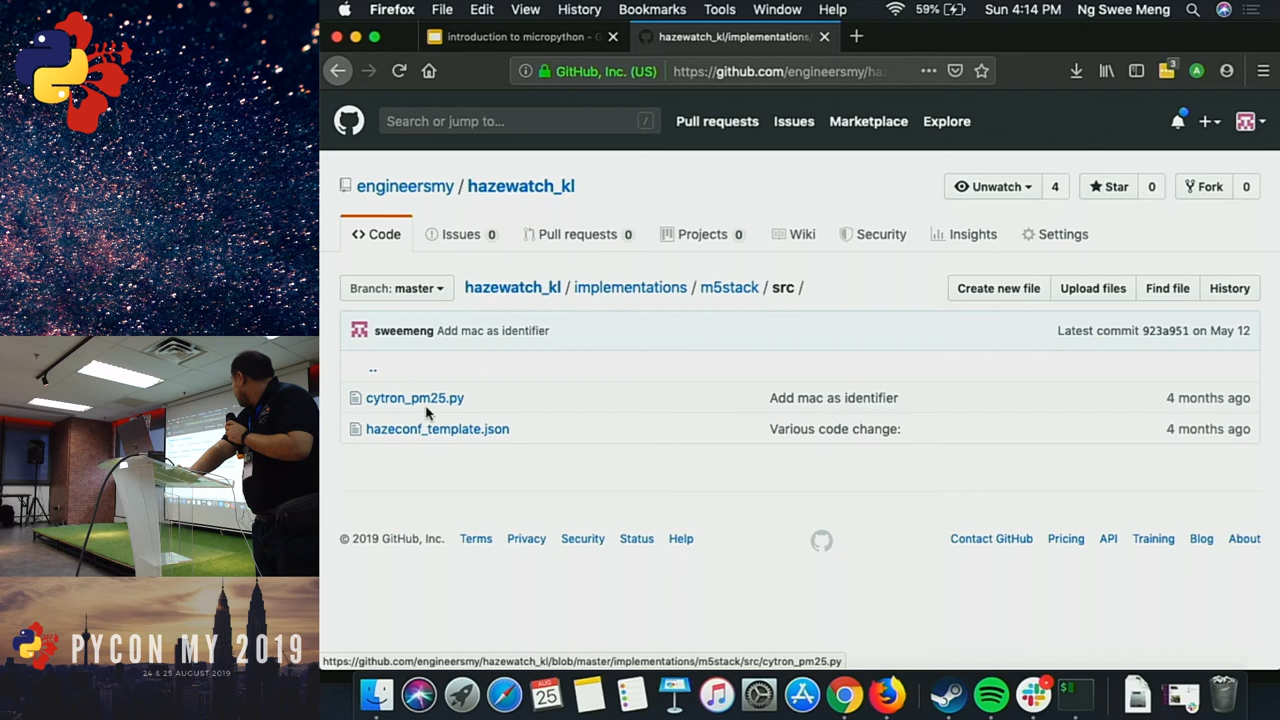 Firefox File Edit View History Bookmarks Tools Window Help 59% Sun 4:14 PM Ng Swee Meng
introduction to micropython - G
hazewatch_kl/implementations/
GitHub, Inc. (US) https://github.com/engineersmy/ha
3
A
Search or jump to... /
Pull requests Issues Marketplace Explore
engineersmy / hazewatch_kl
Unwatch 4 Star 0 Fork 0
Code Issues 0 Pull requests 0 Projects 0 Wiki Security Insights Settings
Branch: master hazewatch_kl / implementations / m5stack / src /
Create new file Upload files Find file History
sweemeng Add mac as identifier Latest commit 923a951 on May 12
..
cytron_pm25.py Add mac as identifier 4 months ago
hazeconf_template.json Various code change: 4 months ago
© 2019 GitHub, Inc. Terms Privacy Security Status Help
Contact GitHub Pricing API Training Blog About
https://github.com/engineersmy/hazewatch_kl/blob/master/implementations/m5stack/src/cytron_pm25.py
AUG
25
PYCON MY 2019
24 & 25 AUGUST 2019